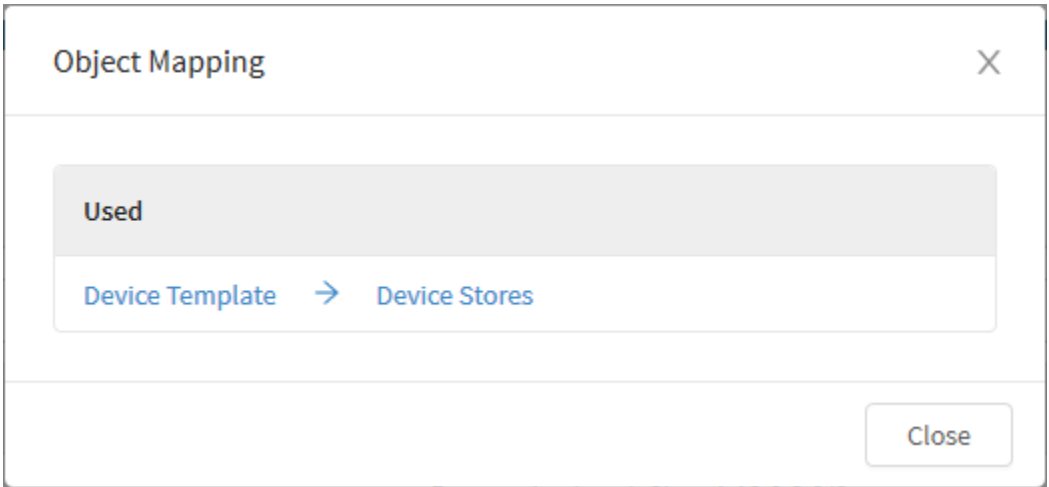 Object Mapping
Used
Device Template → Device Stores
Close